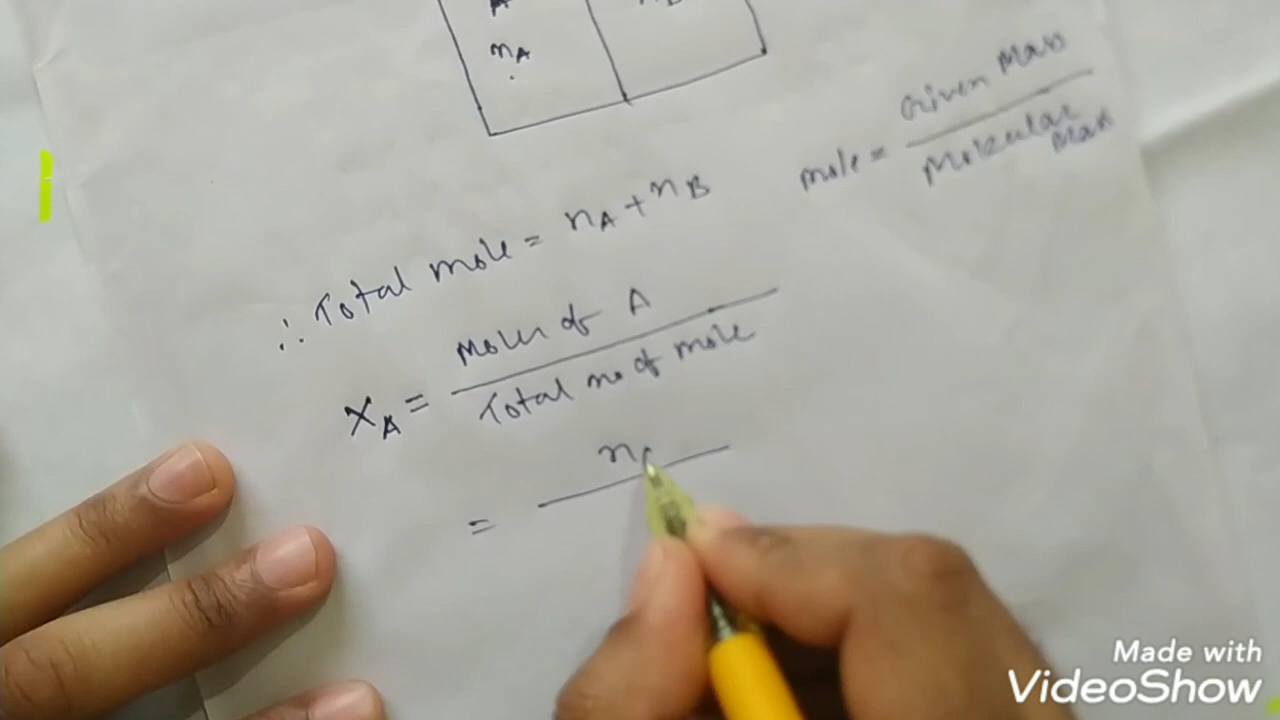 A
nA
nB
mole = Given Mass
Molecular
Mass
∴ Total mole = nA + nB
XA = Moles of A
Total no of mole
= n
Made with
VideoShow